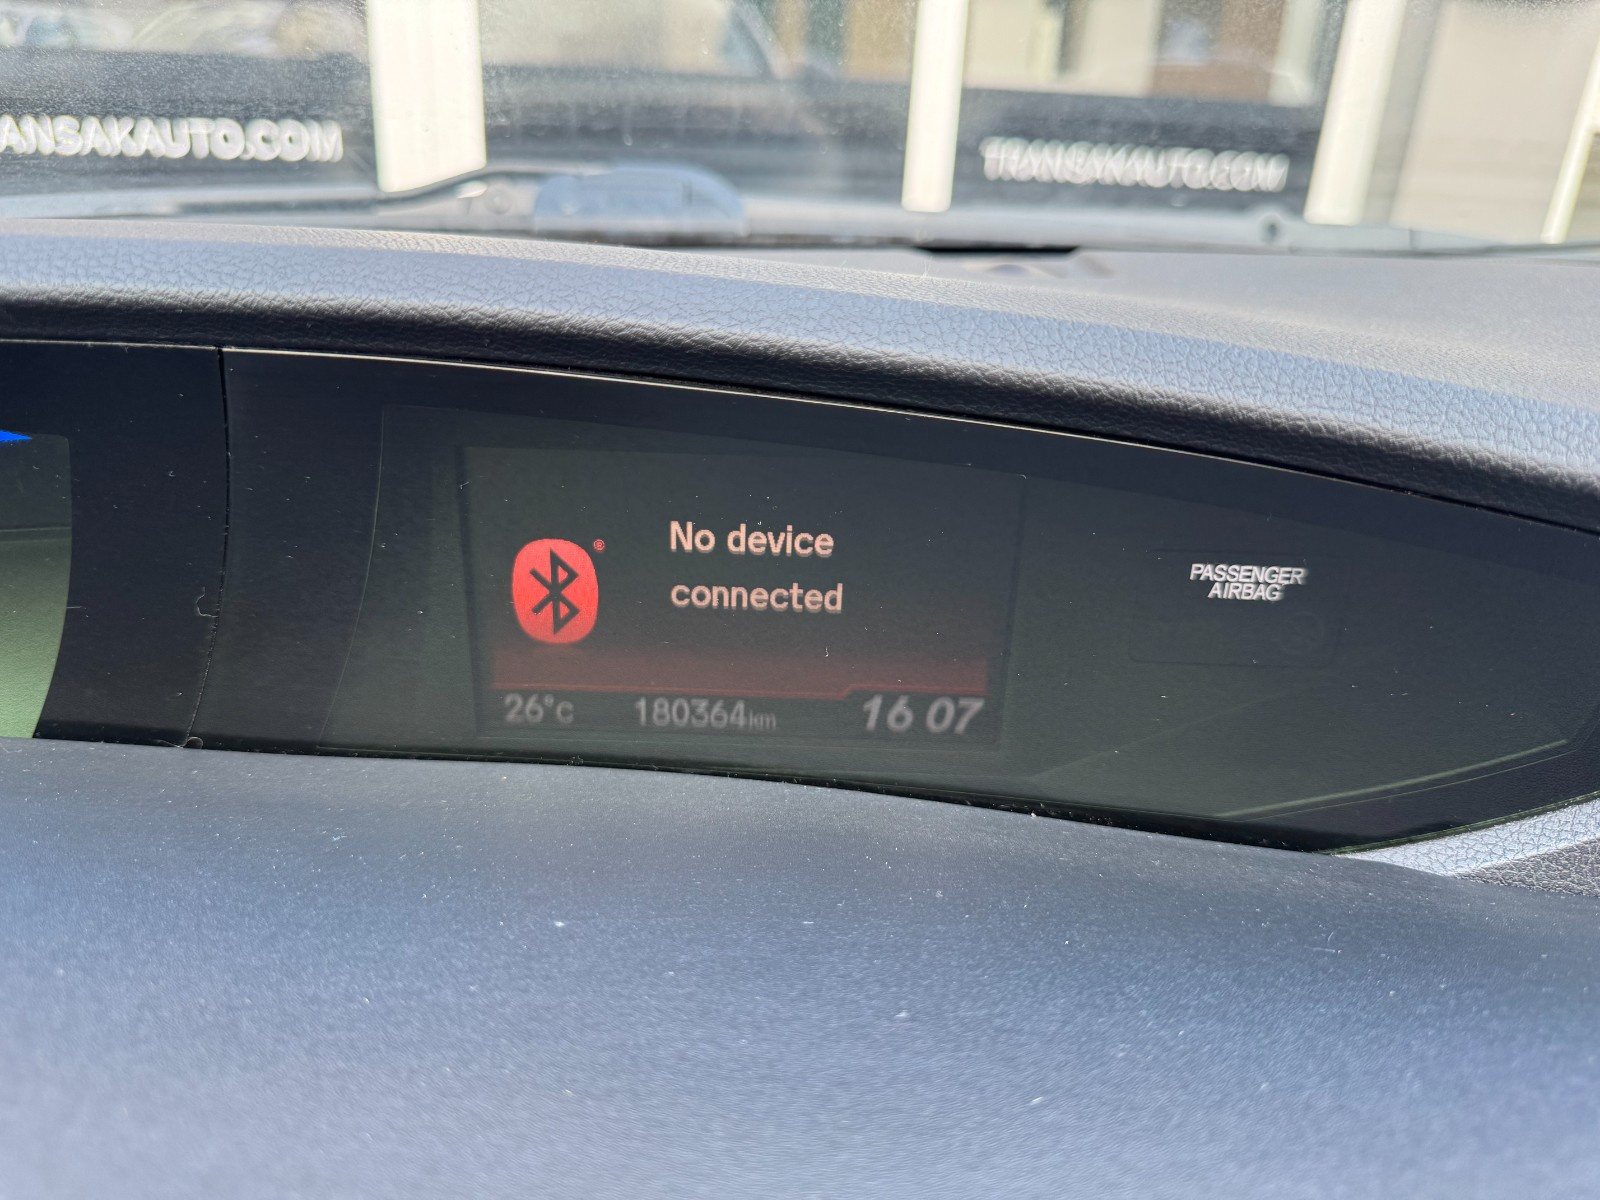 ANSAKAUTO.COM
TRANSAKAUTO.COM
No device
connected
®
PASSENGER
AIRBAG
26°C 180364km 16 07